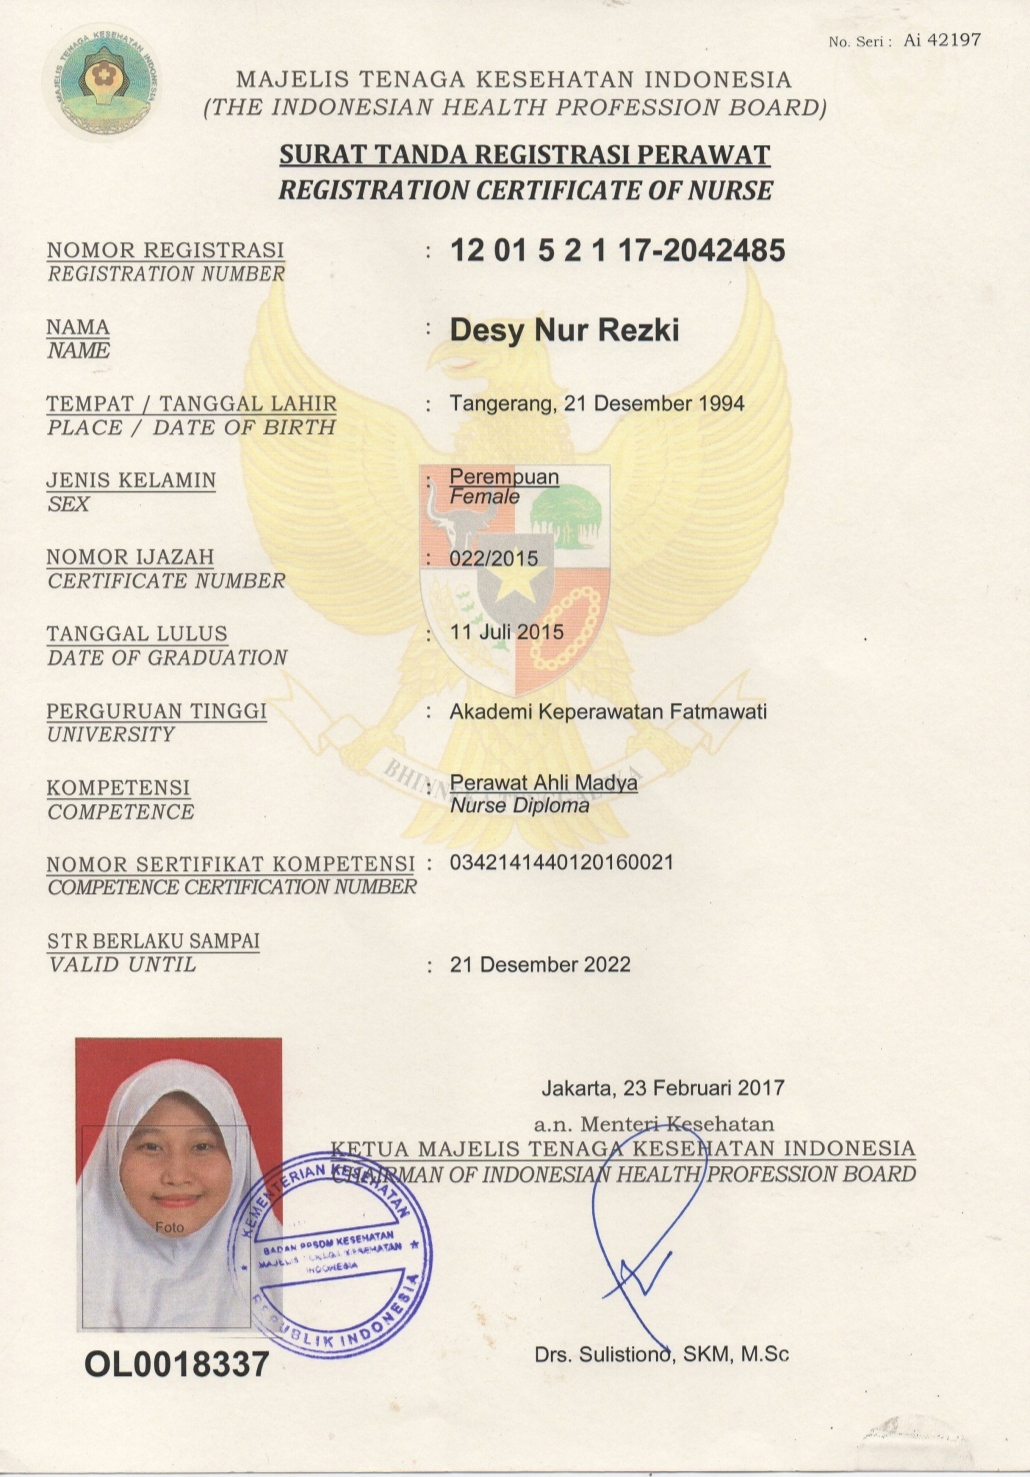 MAJELIS TENAGA KESEHATAN INDONESIA
No. Seri : Ai 42197
MAJELIS TENAGA KESEHATAN INDONESIA
(THE INDONESIAN HEALTH PROFESSION BOARD)
SURAT TANDA REGISTRASI PERAWAT
REGISTRATION CERTIFICATE OF NURSE
NOMOR REGISTRASI : 12 01 5 2 1 17-2042485
REGISTRATION NUMBER
NAMA : Desy Nur Rezki
NAME
TEMPAT / TANGGAL LAHIR : Tangerang, 21 Desember 1994
PLACE / DATE OF BIRTH
JENIS KELAMIN : Perempuan
SEX Female
NOMOR IJAZAH : 022/2015
CERTIFICATE NUMBER
TANGGAL LULUS : 11 Juli 2015
DATE OF GRADUATION
PERGURUAN TINGGI : Akademi Keperawatan Fatmawati
UNIVERSITY
KOMPETENSI : Perawat Ahli Madya
COMPETENCE Nurse Diploma
BHINN KA
NOMOR SERTIFIKAT KOMPETENSI : 0342141440120160021
COMPETENCE CERTIFICATION NUMBER
STR BERLAKU SAMPAI
VALID UNTIL : 21 Desember 2022
Jakarta, 23 Februari 2017
a.n. Menteri Kesehatan
KETUA MAJELIS TENAGA KESEHATAN INDONESIA
CHAIRMAN OF INDONESIAN HEALTH PROFESSION BOARD
Foto
KEMENTERIAN KESEHATAN
BADAN PPSDM KESEHATAN
MAJELIS TENAGA KESEHATAN
INDONESIA
REPUBLIK INDONESIA
OL0018337
Drs. Sulistiono, SKM, M.Sc